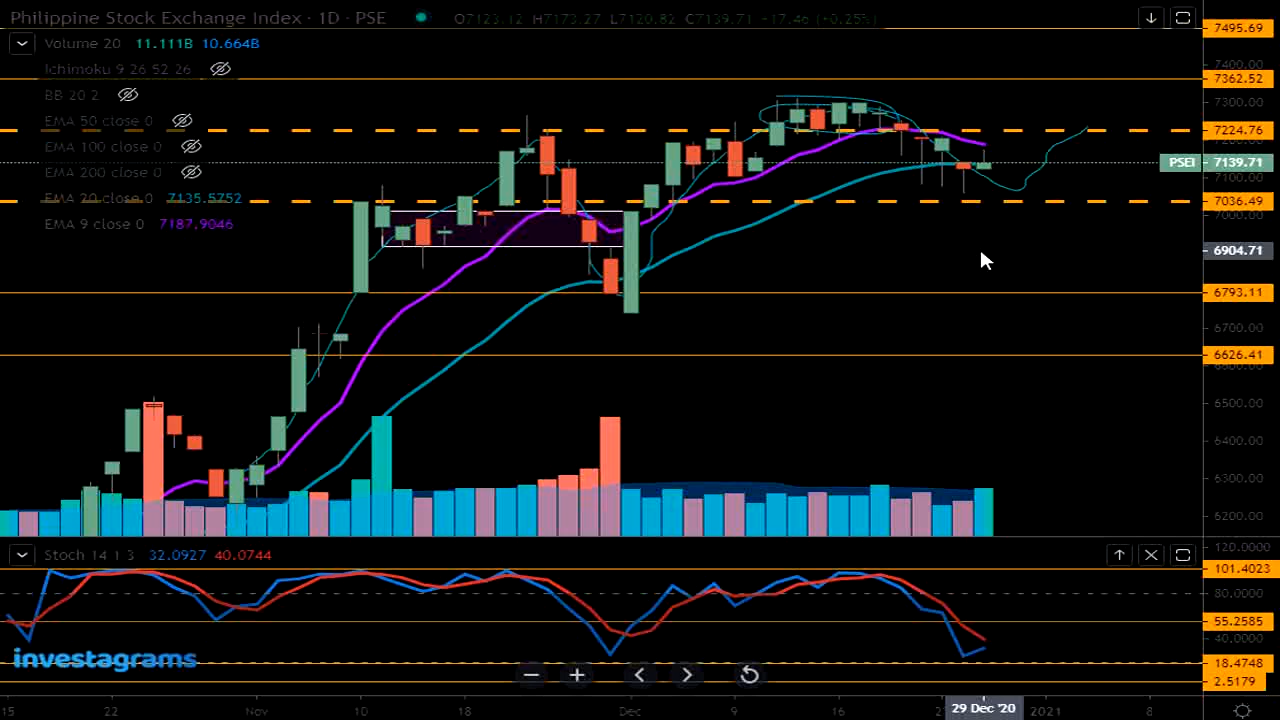 Philippine Stock Exchange Index · 1D · PSE O7123.12 H7173.27 L7120.82 C7139.71 −17.46 (+0.25%)
Volume 20 11.111B 10.664B
Ichimoku 9 26 52 26
BB 20 2
EMA 50 close 0
EMA 100 close 0
EMA 200 close 0
EMA 20 close 0 7135.5752
EMA 9 close 0 7187.9046
7495.69
7400.00
7362.52
7300.00
7224.76
PSEI 7139.71
7100.00
7036.49
7000.00
6904.71
6793.11
6700.00
6626.41
6500.00
6400.00
6300.00
6200.00
Stoch 14 1 3 32.0927 40.0744
120.0000
101.4023
80.0000
55.2585
40.0000
18.4748
2.5179
investagrams
15 22 Nov 10 18 Dec 9 16 29 Dec '20 2021 8